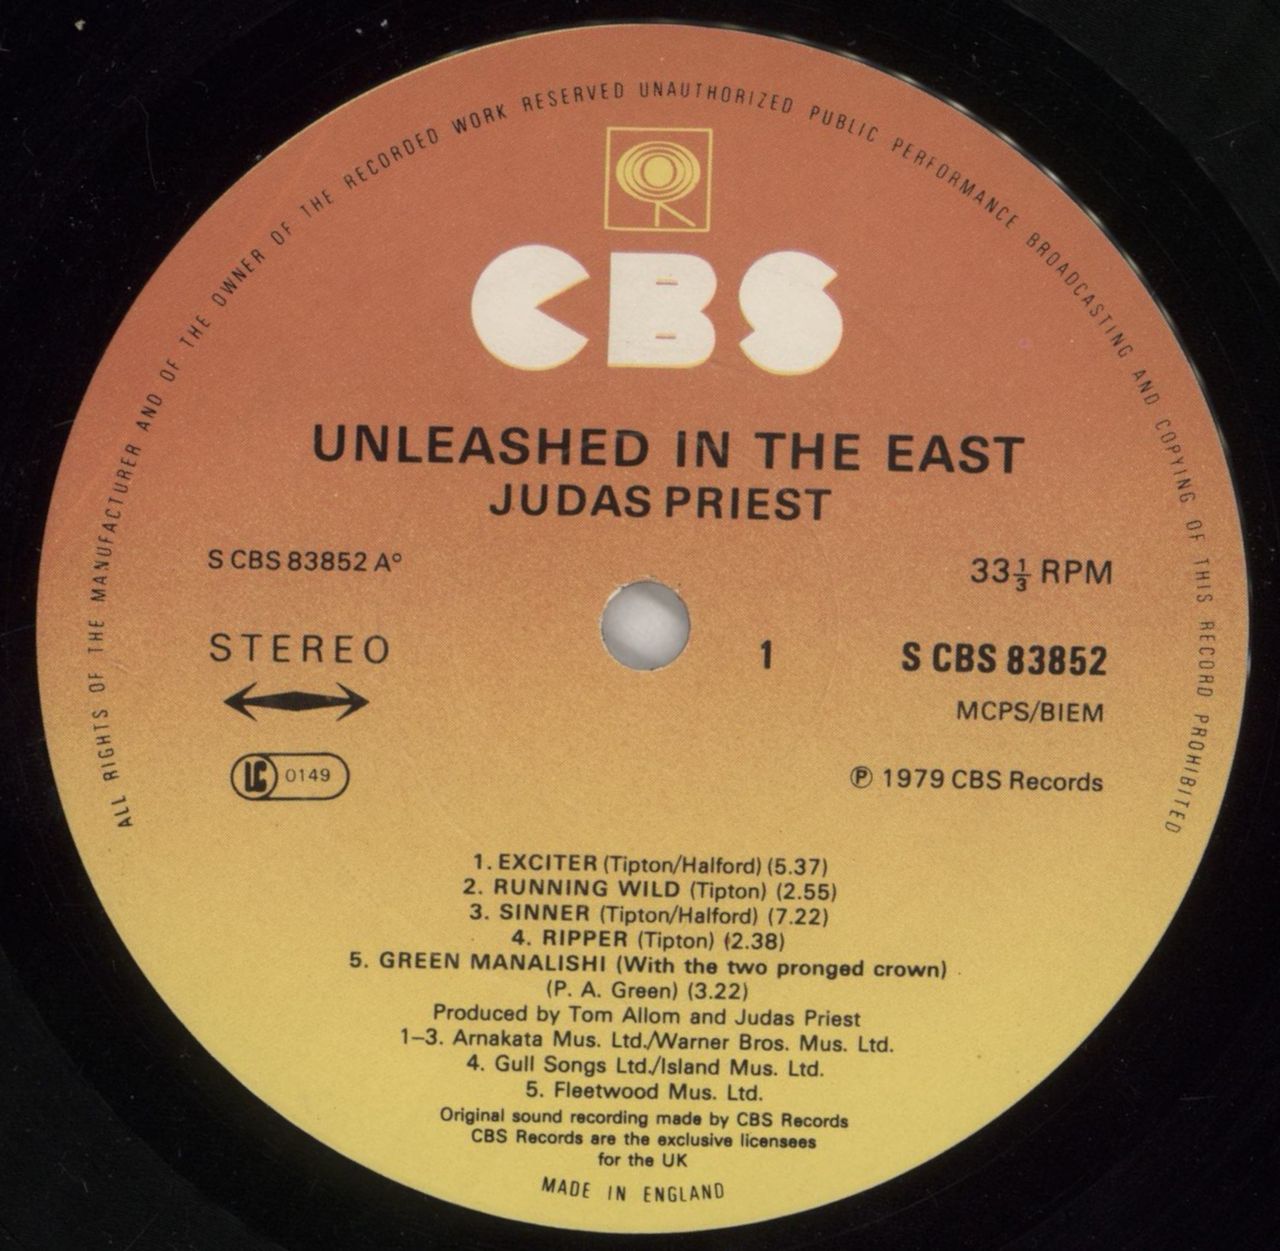 ALL RIGHTS OF THE MANUFACTURER AND OF THE OWNER OF THE RECORDED WORK RESERVED UNAUTHORIZED PUBLIC PERFORMANCE BROADCASTING AND COPYING OF THIS RECORD PROHIBITED
CBS
UNLEASHED IN THE EAST
JUDAS PRIEST
S CBS 83852 A°
33⅓ RPM
STEREO
1
S CBS 83852
MCPS/BIEM
LC 0149
℗ 1979 CBS Records
1. EXCITER (Tipton/Halford) (5.37)
2. RUNNING WILD (Tipton) (2.55)
3. SINNER (Tipton/Halford) (7.22)
4. RIPPER (Tipton) (2.38)
5. GREEN MANALISHI (With the two pronged crown)
(P. A. Green) (3.22)
Produced by Tom Allom and Judas Priest
1–3. Arnakata Mus. Ltd./Warner Bros. Mus. Ltd.
4. Gull Songs Ltd./Island Mus. Ltd.
5. Fleetwood Mus. Ltd.
Original sound recording made by CBS Records
CBS Records are the exclusive licensees
for the UK
MADE IN ENGLAND